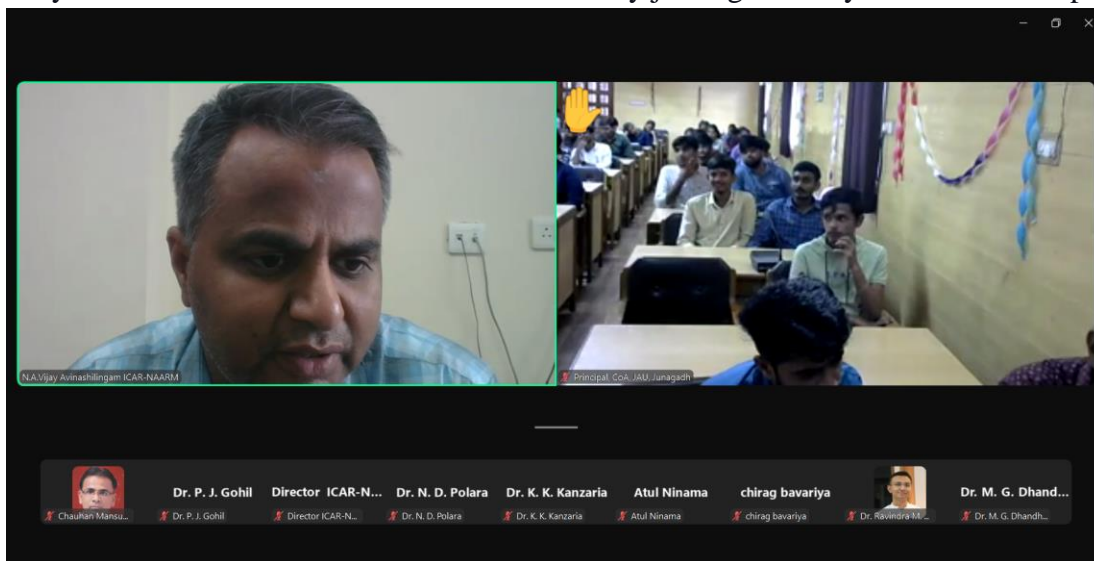 N.A.Vijay Avinashilingam ICAR-NAARM
Principal, CoA, JAU, Junagadh
Dr. P. J. Gohil
Director ICAR-N...
Dr. N. D. Polara
Dr. K. K. Kanzaria
Atul Ninama
chirag bavariya
Dr. M. G. Dhand...
Chauhan Mansu...
Dr. P. J. Gohil
Director ICAR-N...
Dr. N. D. Polara
Dr. K. K. Kanzaria
Atul Ninama
chirag bavariya
Dr. Ravindra M. ...
Dr. M. G. Dhandh...